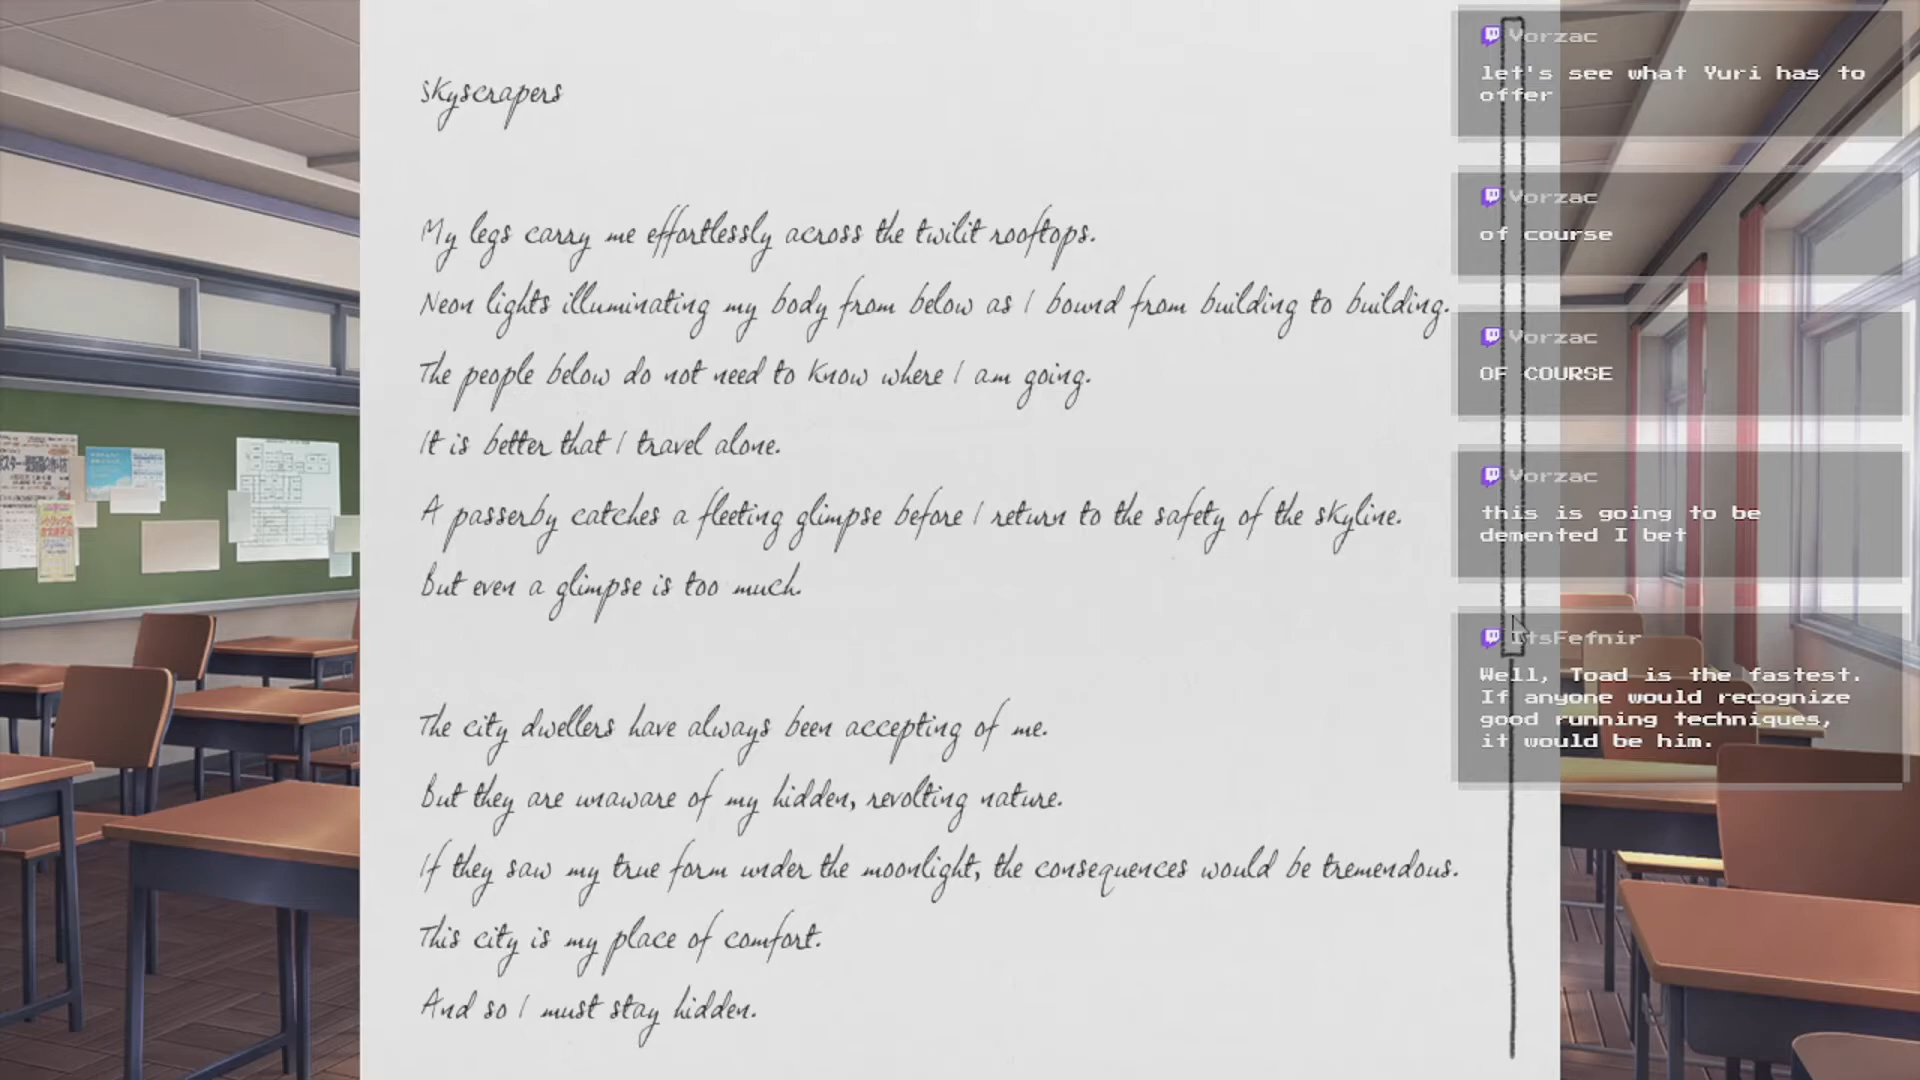 Skyscrapers
My legs carry me effortlessly across the twilit rooftops.
Neon lights illuminating my body from below as I bound from building to building.
The people below do not need to know where I am going.
It is better that I travel alone.
A passerby catches a fleeting glimpse before I return to the safety of the skyline.
But even a glimpse is too much.
The city dwellers have always been accepting of me.
But they are unaware of my hidden, revolting nature.
If they saw my true form under the moonlight, the consequences would be tremendous.
This city is my place of comfort.
And so I must stay hidden.
Vorzac
let's see what Yuri has to
offer
Vorzac
of course
Vorzac
OF COURSE
Vorzac
this is going to be
demented I bet
ItsFefnir
Well, Toad is the fastest.
If anyone would recognize
good running techniques,
it would be him.